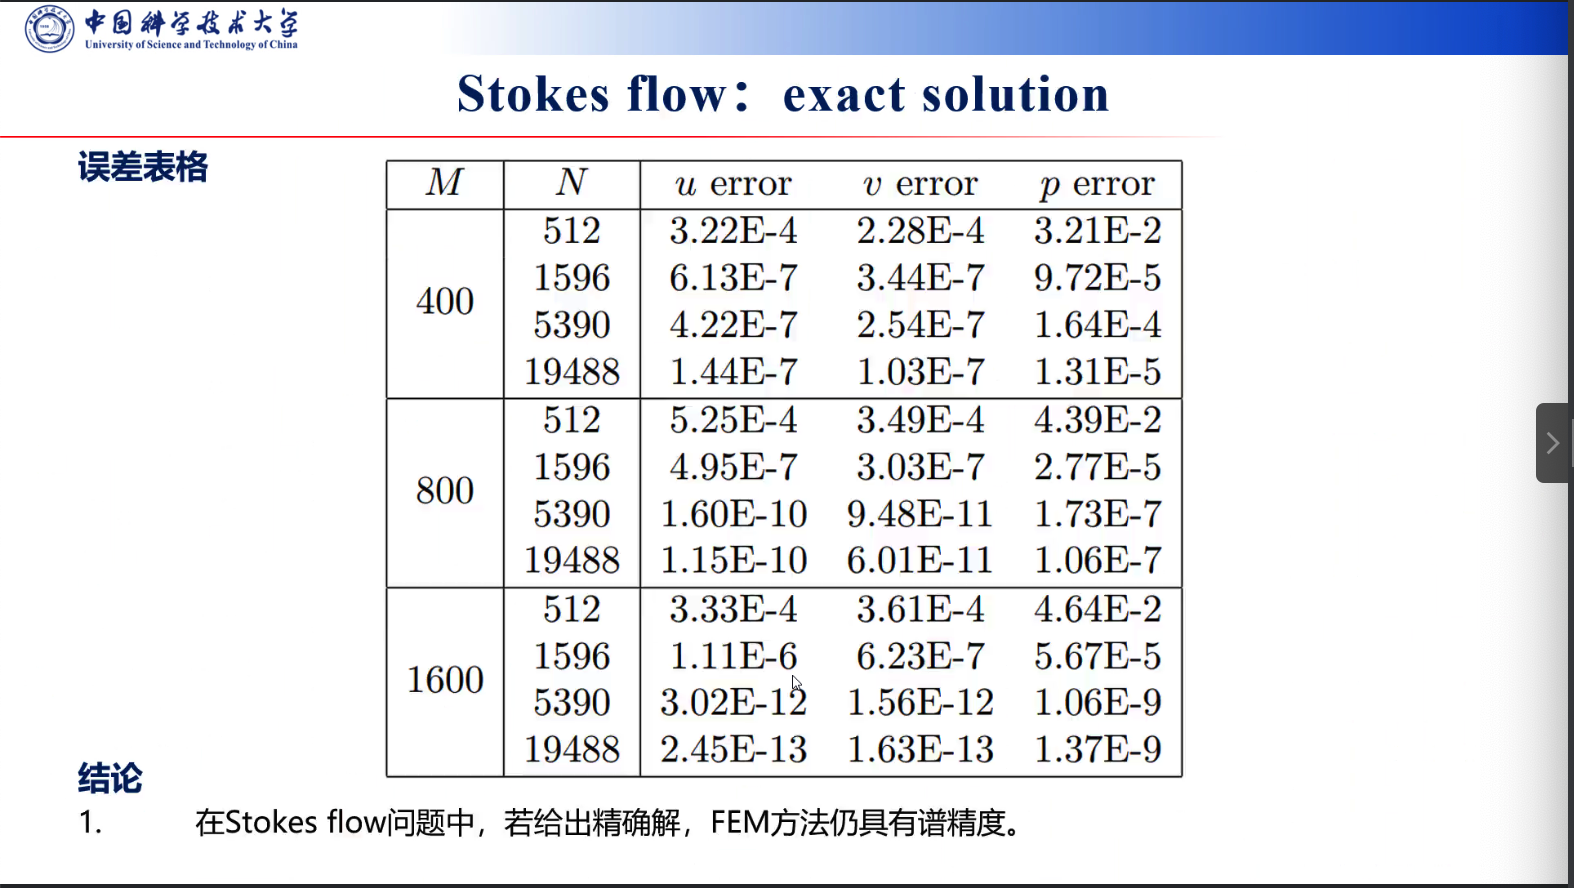 中国科学技术大学
University of Science and Technology of China
Stokes flow：exact solution
误差表格
M N u error v error p error
400
512 3.22E-4 2.28E-4 3.21E-2
1596 6.13E-7 3.44E-7 9.72E-5
5390 4.22E-7 2.54E-7 1.64E-4
19488 1.44E-7 1.03E-7 1.31E-5
800
512 5.25E-4 3.49E-4 4.39E-2
1596 4.95E-7 3.03E-7 2.77E-5
5390 1.60E-10 9.48E-11 1.73E-7
19488 1.15E-10 6.01E-11 1.06E-7
1600
512 3.33E-4 3.61E-4 4.64E-2
1596 1.11E-6 6.23E-7 5.67E-5
5390 3.02E-12 1.56E-12 1.06E-9
19488 2.45E-13 1.63E-13 1.37E-9
结论
1. 在Stokes flow问题中，若给出精确解，FEM方法仍具有谱精度。